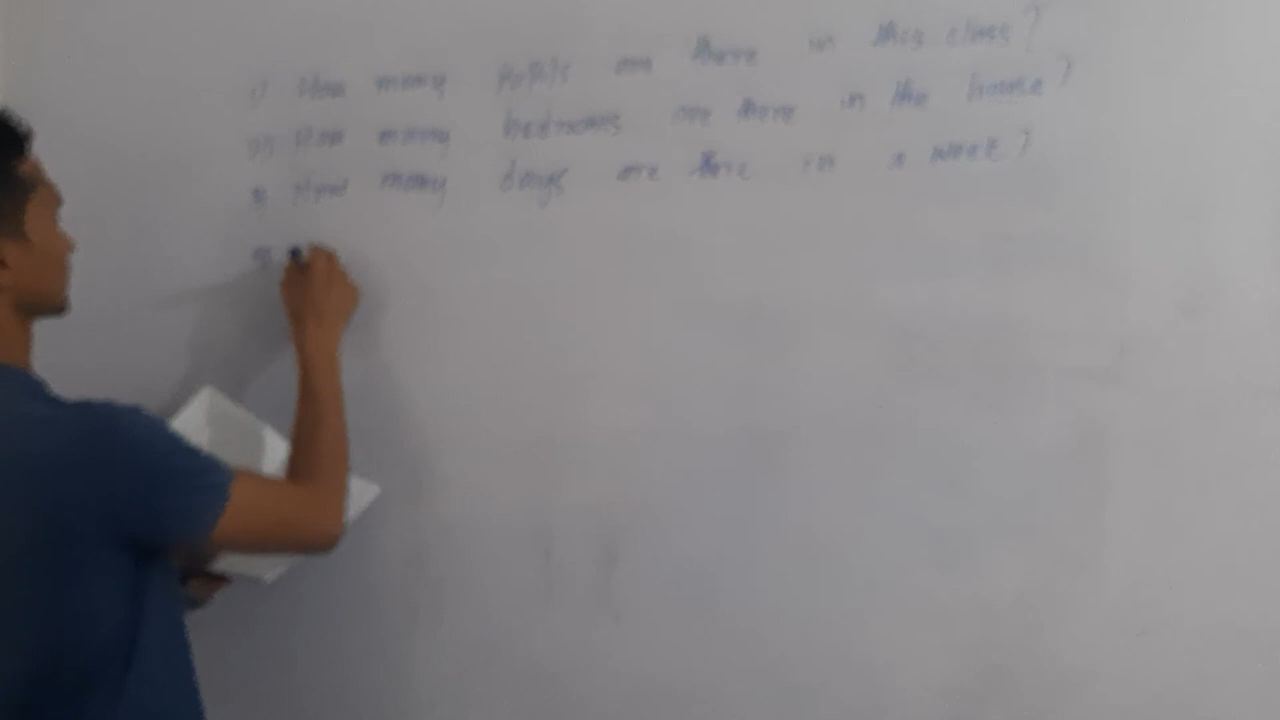 1) How many pupils are there in this class?
2) How many bedrooms are there in the house?
3) How many days are there in a week?